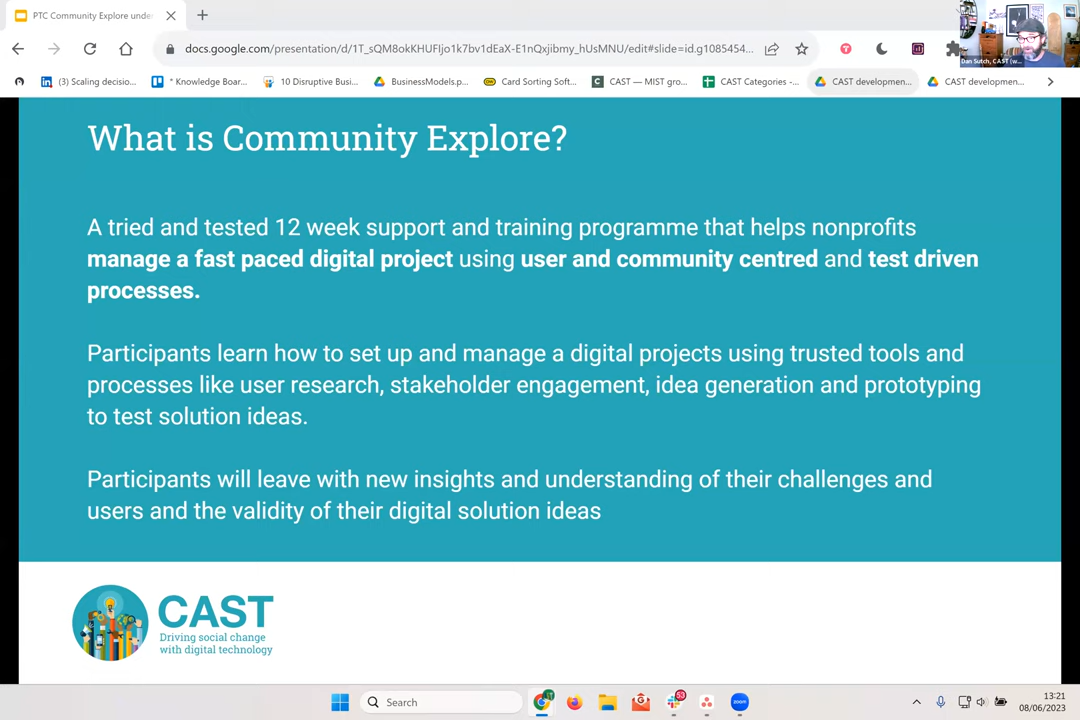 PTC Community Explore unde
docs.google.com/presentation/d/1T_sQM8okKHUFIjo1k7bv1dEaX-E1nQxjibmy_hUsMNU/edit#slide=id.g1085454...
Dan Sutch, CAST (w...
(3) Scaling decisio...
* Knowledge Boar...
10 Disruptive Busi...
BusinessModels.p...
Card Sorting Soft...
CAST — MIST gro...
CAST Categories -...
CAST developmen...
CAST developmen...
What is Community Explore?
A tried and tested 12 week support and training programme that helps nonprofits
manage a fast paced digital project using user and community centred and test driven
processes.
Participants learn how to set up and manage a digital projects using trusted tools and
processes like user research, stakeholder engagement, idea generation and prototyping
to test solution ideas.
Participants will leave with new insights and understanding of their challenges and
users and the validity of their digital solution ideas
CAST
Driving social change
with digital technology
Search
53
zoom
13:21
08/06/2023